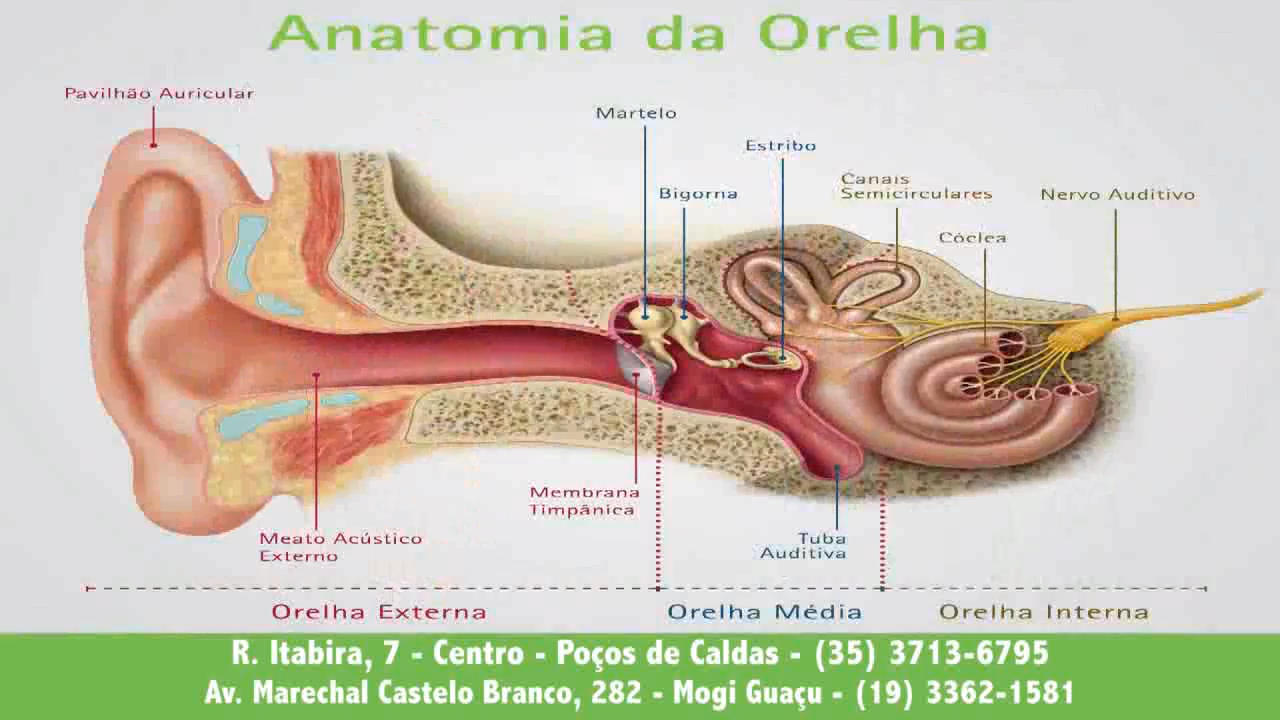 Anatomia da Orelha
Pavilhão Auricular
Martelo
Estribo
Bigorna
Canais
Semicirculares
Nervo Auditivo
Cóclea
Membrana
Timpânica
Meato Acústico
Externo
Tuba
Auditiva
Orelha Externa
Orelha Média
Orelha Interna
R. Itabira, 7 - Centro - Poços de Caldas - (35) 3713-6795
Av. Marechal Castelo Branco, 282 - Mogi Guaçu - (19) 3362-1581